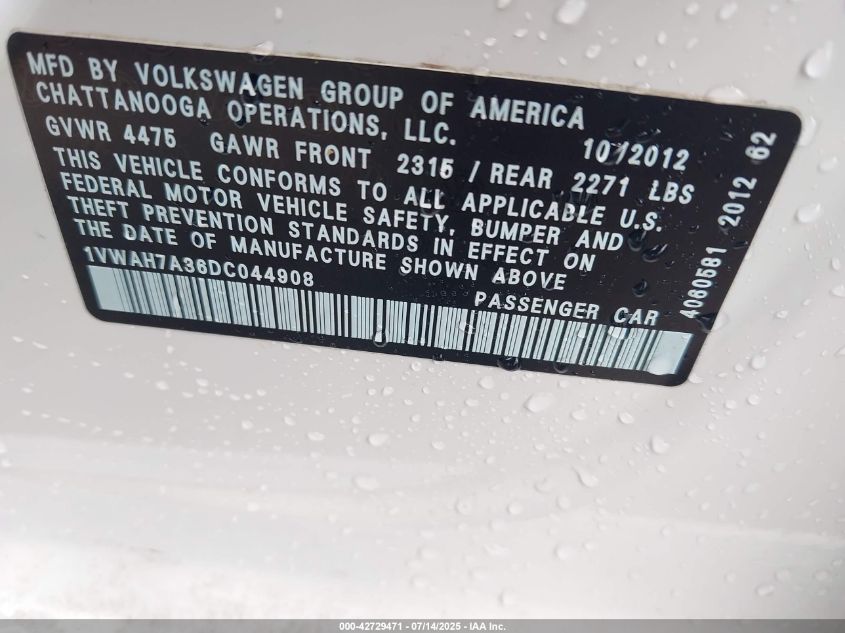 MFD BY VOLKSWAGEN GROUP OF AMERICA
CHATTANOOGA OPERATIONS, LLC.
10/2012
GVWR 4475 GAWR FRONT 2315 / REAR 2271 LBS
THIS VEHICLE CONFORMS TO ALL APPLICABLE U.S.
FEDERAL MOTOR VEHICLE SAFETY, BUMPER AND
THEFT PREVENTION STANDARDS IN EFFECT ON
THE DATE OF MANUFACTURE SHOWN ABOVE
1VWAH7A36DC044908
PASSENGER CAR
4060581 2012 62
000-42729471 - 07/14/2025 - IAA Inc.